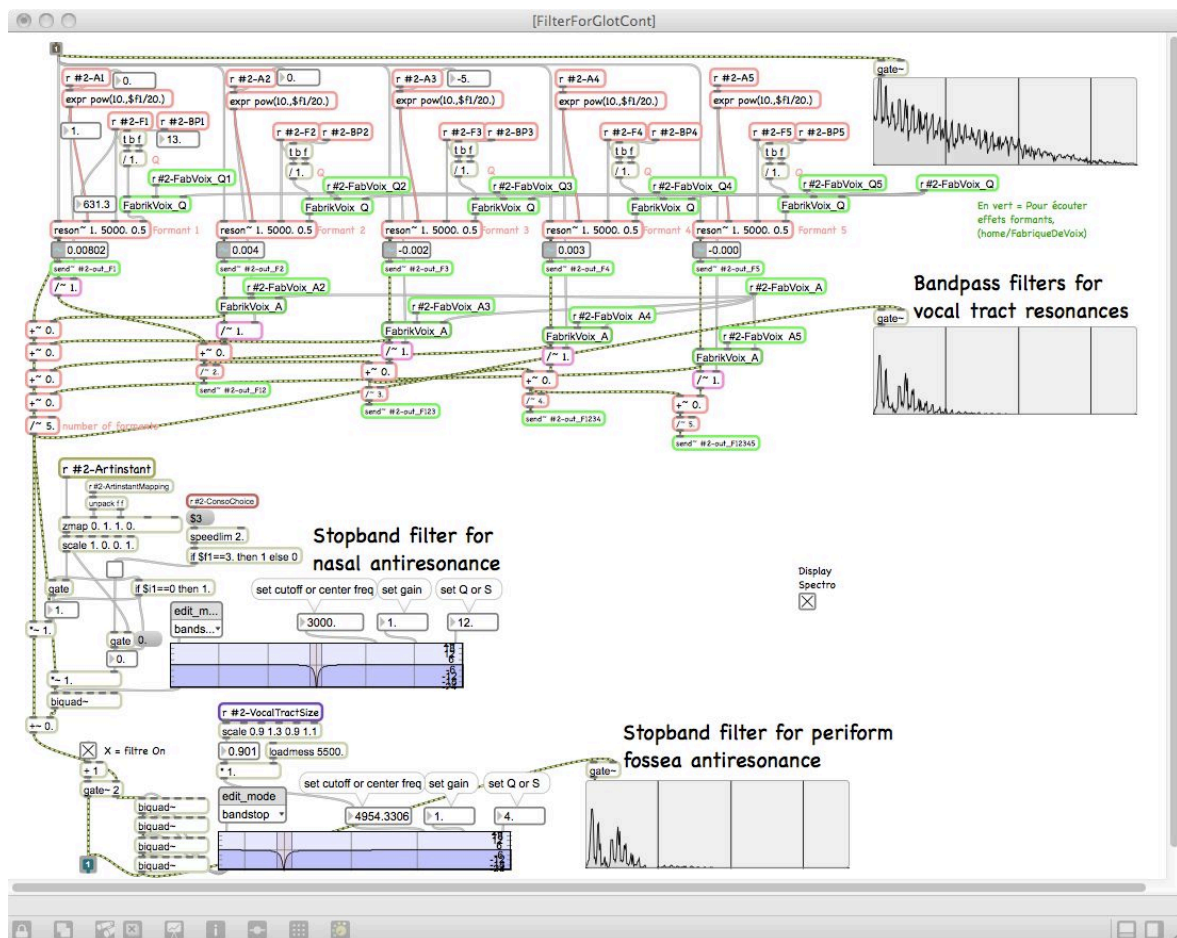 [FilterForGlotCont]
1
r #2-A1 0. r #2-A2 0. r #2-A3 -5. r #2-A4 r #2-A5 gate~
expr pow(10.,$f1/20.) expr pow(10.,$f1/20.) expr pow(10.,$f1/20.) expr pow(10.,$f1/20.) expr pow(10.,$f1/20.)
1. r #2-F1 r #2-BP1 r #2-F2 r #2-BP2 r #2-F3 r #2-BP3 r #2-F4 r #2-BP4 r #2-F5 r #2-BP5
t b f 13. t b f t b f t b f t b f
/ 1. Q / 1. Q / 1. Q / 1. Q / 1. Q
r #2-FabVoix_Q1 r #2-FabVoix_Q2 r #2-FabVoix_Q3 r #2-FabVoix_Q4 r #2-FabVoix_Q5 r #2-FabVoix_Q
631.3 FabrikVoix_Q FabrikVoix_Q FabrikVoix_Q FabrikVoix_Q FabrikVoix_Q
En vert = Pour écouter
effets formants,
(home/FabriqueDeVoix)
reson~ 1. 5000. 0.5 Formant 1 reson~ 1. 5000. 0.5 Formant 2 reson~ 1. 5000. 0.5 Formant 3 reson~ 1. 5000. 0.5 Formant 4 reson~ 1. 5000. 0.5 Formant 5
0.00802 0.004 -0.002 0.003 -0.000
send~ #2-out_F1 send~ #2-out_F2 send~ #2-out_F3 send~ #2-out_F4 send~ #2-out_F5
/~ 1. r #2-FabVoix_A2 r #2-FabVoix_A
FabrikVoix_A r #2-FabVoix_A3
r #2-FabVoix_A4
Bandpass filters for
vocal tract resonances
gate~
+~ 0. /~ 1. FabrikVoix_A FabrikVoix_A r #2-FabVoix_A5
+~ 0. +~ 0. /~ 1. /~ 1. FabrikVoix_A
+~ 0. /~ 2. +~ 0. +~ 0. /~ 1.
send~ #2-out_F12
+~ 0. /~ 3. /~ 4. +~ 0.
send~ #2-out_F123 send~ #2-out_F1234
/~ 5. number of formants /~ 5.
send~ #2-out_F12345
r #2-Artinstant
r #2-ArtinstantMapping
unpack f f
r #2-ConsoChoice
$3
zmap 0. 1. 1. 0.
speedlim 2.
scale 1. 0. 0. 1.
if $f1==3. then 1 else 0
Stopband filter for
nasal antiresonance
gate if $i1==0 then 1.
set cutoff or center freq set gain set Q or S
1. edit_m... 3000. 1. 12.
*~ 1. bands...
gate 0.
0.
*~ 1.
biquad~
+~ 0.
Display
Spectro
r #2-VocalTractSize
scale 0.9 1.3 0.9 1.1
X = filtre On 0.901 loadmess 5500.
+ 1 * 1.
gate~ 2
Stopband filter for periform
fossea antiresonance
gate~
set cutoff or center freq set gain set Q or S
edit_mode
bandstop 4954.3306 1. 4.
biquad~
biquad~
biquad~
biquad~
1